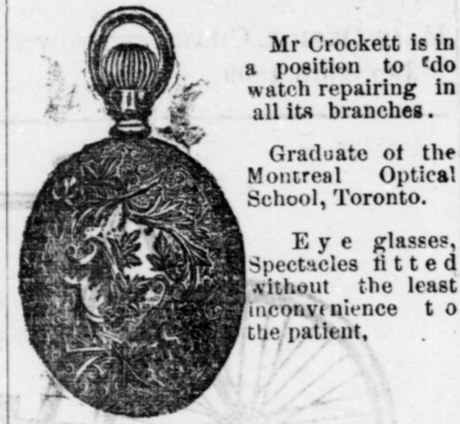 Mr Crockett is in
a position to do
watch repairing in
all its branches.
Graduate of the
Montreal Optical
School, Toronto.
Eye glasses,
Spectacles fitted
without the least
inconvenience to
the patient,